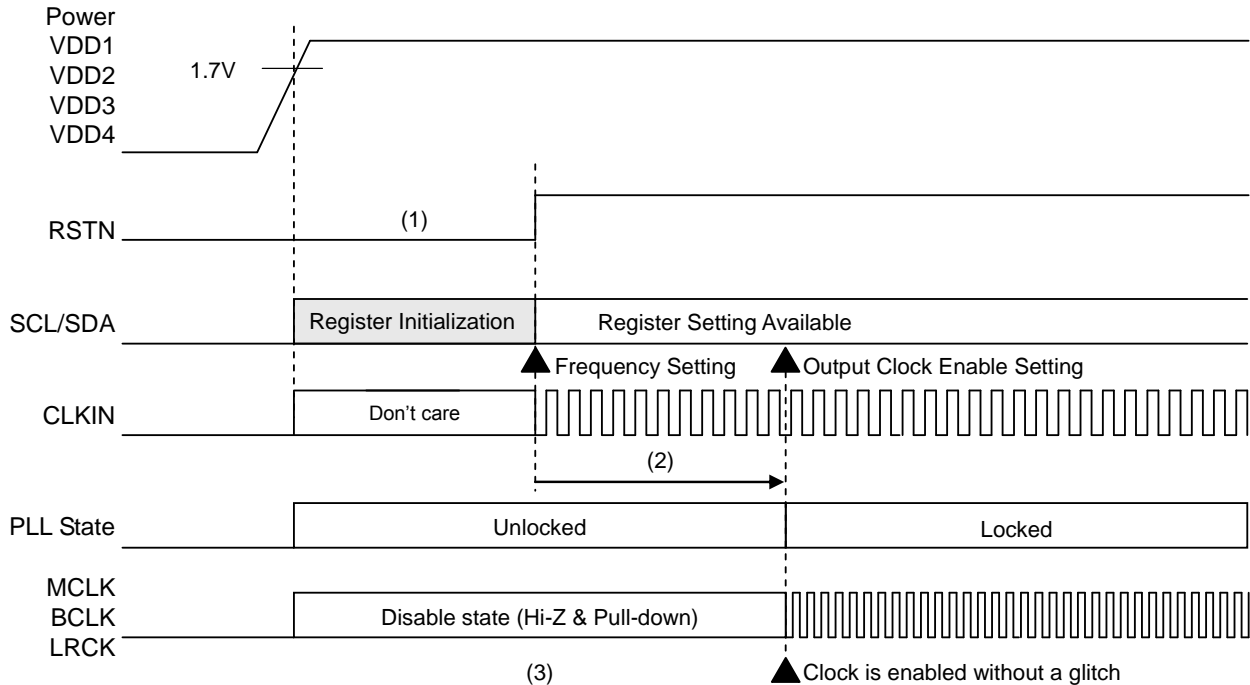 Power
VDD1
VDD2
VDD3
VDD4
1.7V
RSTN
(1)
SCL/SDA
Register Initialization
Register Setting Available
Frequency Setting
Output Clock Enable Setting
CLKIN
Don't care
(2)
PLL State
Unlocked
Locked
MCLK
BCLK
LRCK
Disable state (Hi-Z & Pull-down)
(3)
Clock is enabled without a glitch